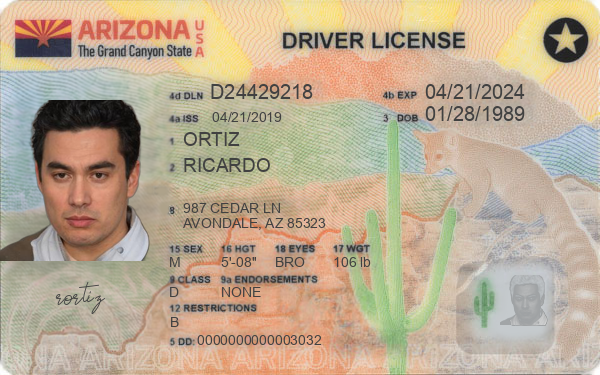 ARIZONA USA
The Grand Canyon State
DRIVER LICENSE
4d DLN D24429218 4b EXP 04/21/2024
4a ISS 04/21/2019 3 DOB 01/28/1989
1 ORTIZ
2 RICARDO
8 987 CEDAR LN
AVONDALE, AZ 85323
15 SEX 16 HGT 18 EYES 17 WGT
M 5'-08" BRO 106 lb
9 CLASS 9a ENDORSEMENTS
D NONE
rortiz
12 RESTRICTIONS
B
5 DD: 0000000000003032
ARIZONA ARIZONA ARIZONA